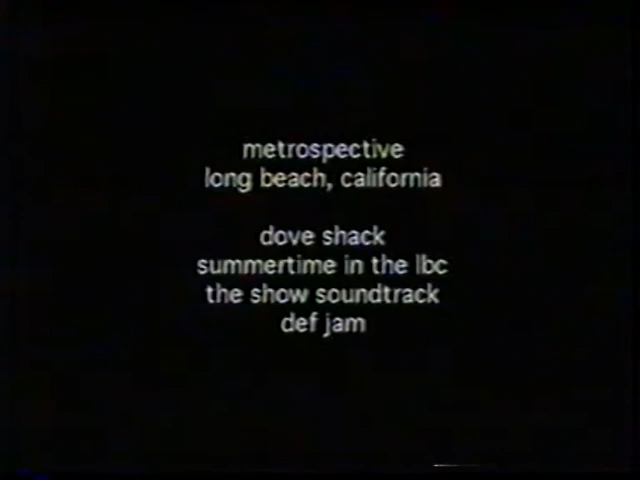 metrospective
long beach, california
dove shack
summertime in the lbc
the show soundtrack
def jam